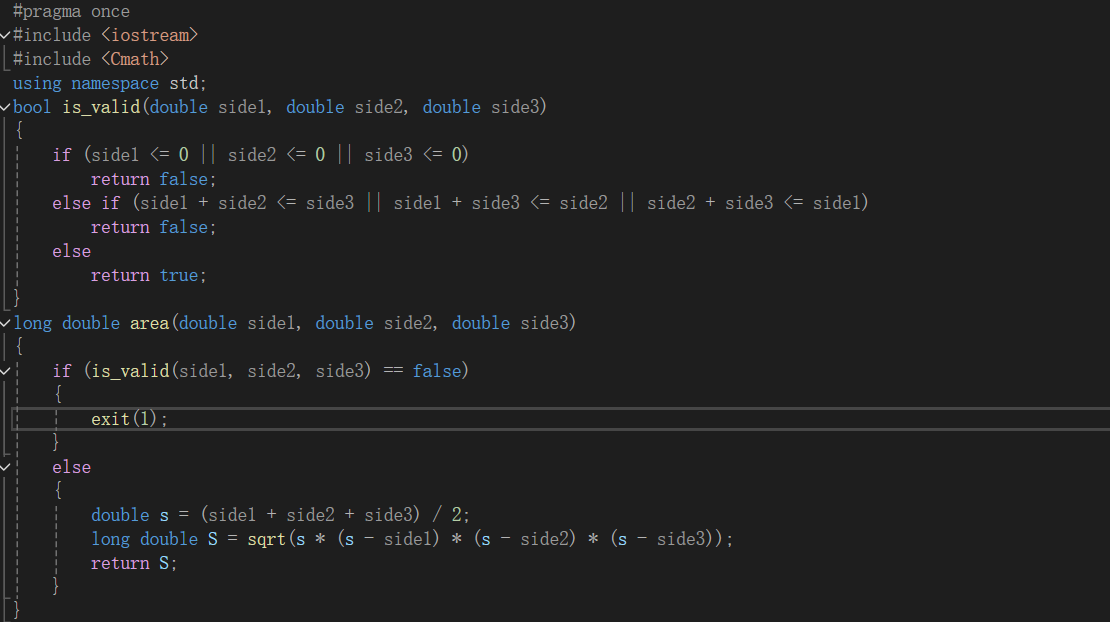 #pragma once
#include <iostream>
#include <Cmath>
using namespace std;
bool is_valid(double side1, double side2, double side3)
{
    if (side1 <= 0 || side2 <= 0 || side3 <= 0)
        return false;
    else if (side1 + side2 <= side3 || side1 + side3 <= side2 || side2 + side3 <= side1)
        return false;
    else
        return true;
}
long double area(double side1, double side2, double side3)
{
    if (is_valid(side1, side2, side3) == false)
    {
        exit(1);
    }
    else
    {
        double s = (side1 + side2 + side3) / 2;
        long double S = sqrt(s * (s - side1) * (s - side2) * (s - side3));
        return S;
    }
}